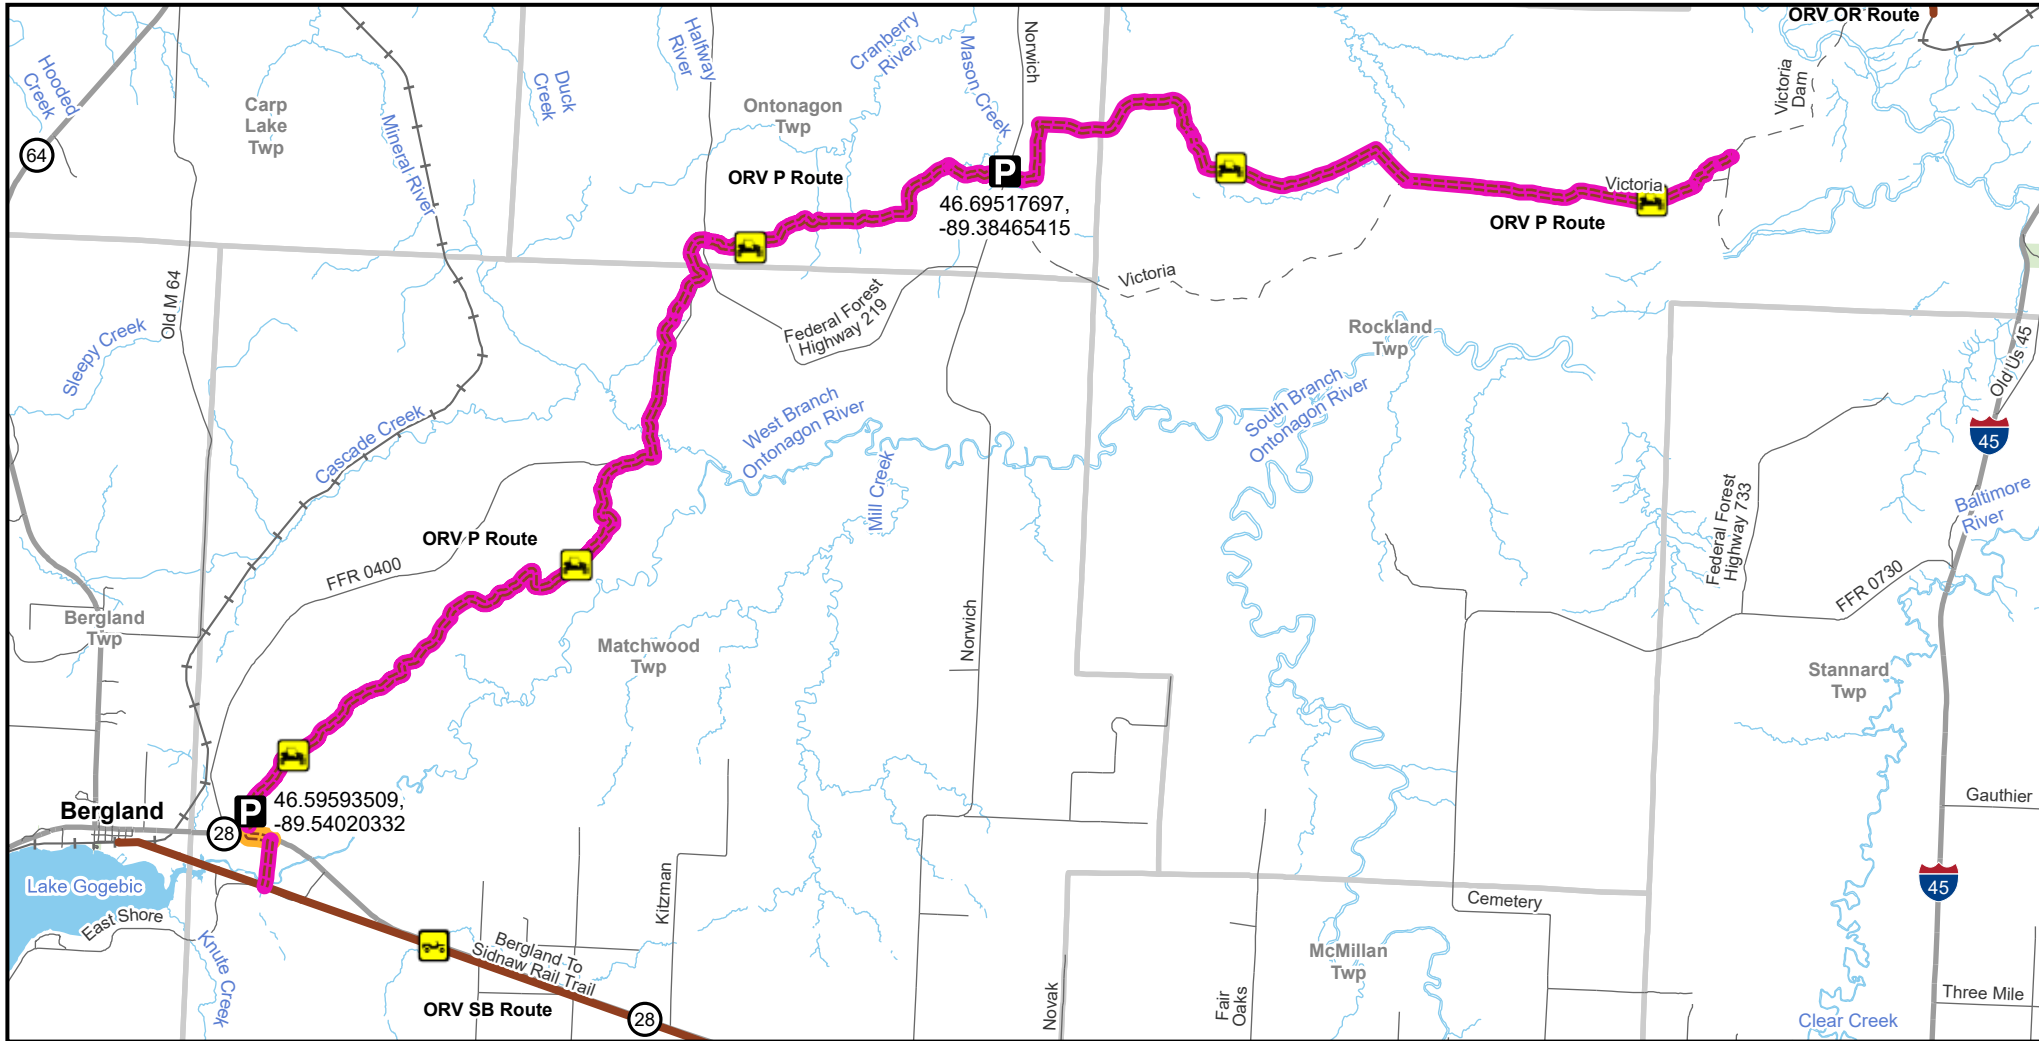 ORV OR Route
Hooded
Creek
64
Carp
Lake
Twp
Mineral River
Duck
Creek
Halfway
River
Cranberry
River
Mason Creek
Norwich
Ontonagon
Twp
ORV P Route
P
46.69517697,
-89.38465415
Victoria
Dam
Victoria
ORV P Route
Victoria
Old M 64
Sleepy Creek
Cascade Creek
Federal Forest
Highway 219
Rockland
Twp
West Branch
Ontonagon River
South Branch
Ontonagon River
Mill Creek
Old Us 45
45
Federal Forest
Highway 733
Baltimore
River
FFR 0730
ORV P Route
FFR 0400
Bergland
Twp
Matchwood
Twp
Norwich
Stannard
Twp
Bergland
P
46.59593509,
-89.54020332
28
Gauthier
Lake Gogebic
East Shore
Knute Creek
Kitzman
45
Cemetery
Bergland To
Sidnaw Rail Trail
ORV SB Route
28
McMillan
Twp
Novak
Fair
Oaks
Three Mile
Clear Creek